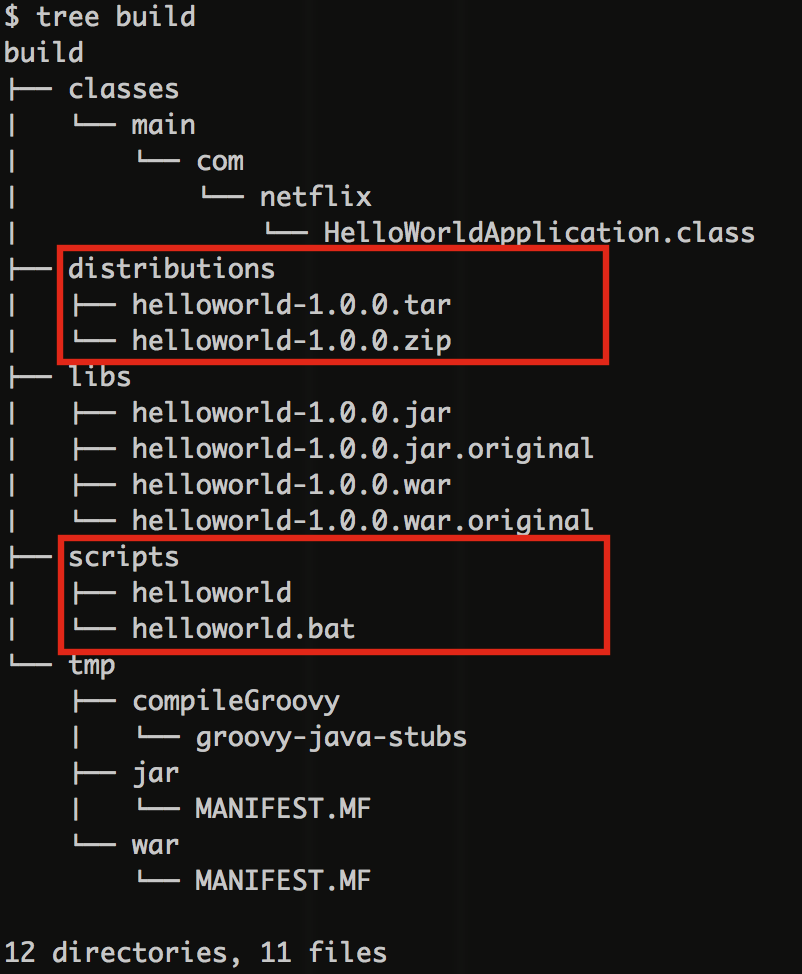 $ tree build
build
├── classes
│   └── main
│       └── com
│           └── netflix
│               └── HelloWorldApplication.class
├── distributions
│   ├── helloworld-1.0.0.tar
│   └── helloworld-1.0.0.zip
├── libs
│   ├── helloworld-1.0.0.jar
│   ├── helloworld-1.0.0.jar.original
│   ├── helloworld-1.0.0.war
│   └── helloworld-1.0.0.war.original
├── scripts
│   ├── helloworld
│   └── helloworld.bat
└── tmp
    ├── compileGroovy
    │   └── groovy-java-stubs
    ├── jar
    │   └── MANIFEST.MF
    └── war
        └── MANIFEST.MF

12 directories, 11 files